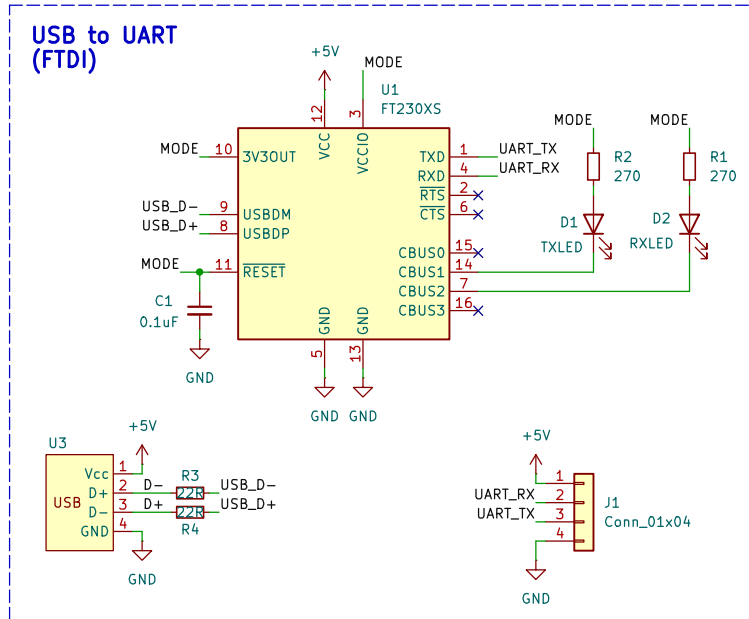 USB to UART
(FTDI)
+5V
MODE
U1
FT230XS
12
3
VCC
VCCIO
MODE
10
3V3OUT
TXD
1
UART_TX
RXD
4
UART_RX
RTS
2
CTS
6
USB_D-
9
USBDM
USB_D+
8
USBDP
CBUS0
15
MODE
11
RESET
CBUS1
14
CBUS2
7
CBUS3
16
C1
0.1uF
GND
GND
GND
5
13
GND
GND
MODE
R2
270
D1
TXLED
MODE
R1
270
D2
RXLED
U3
+5V
USB
Vcc
1
D+
2
D-
R3
22R
USB_D-
D-
3
D+
22R
R4
USB_D+
GND
4
GND
+5V
1
UART_RX
2
UART_TX
3
4
J1
Conn_01x04
GND